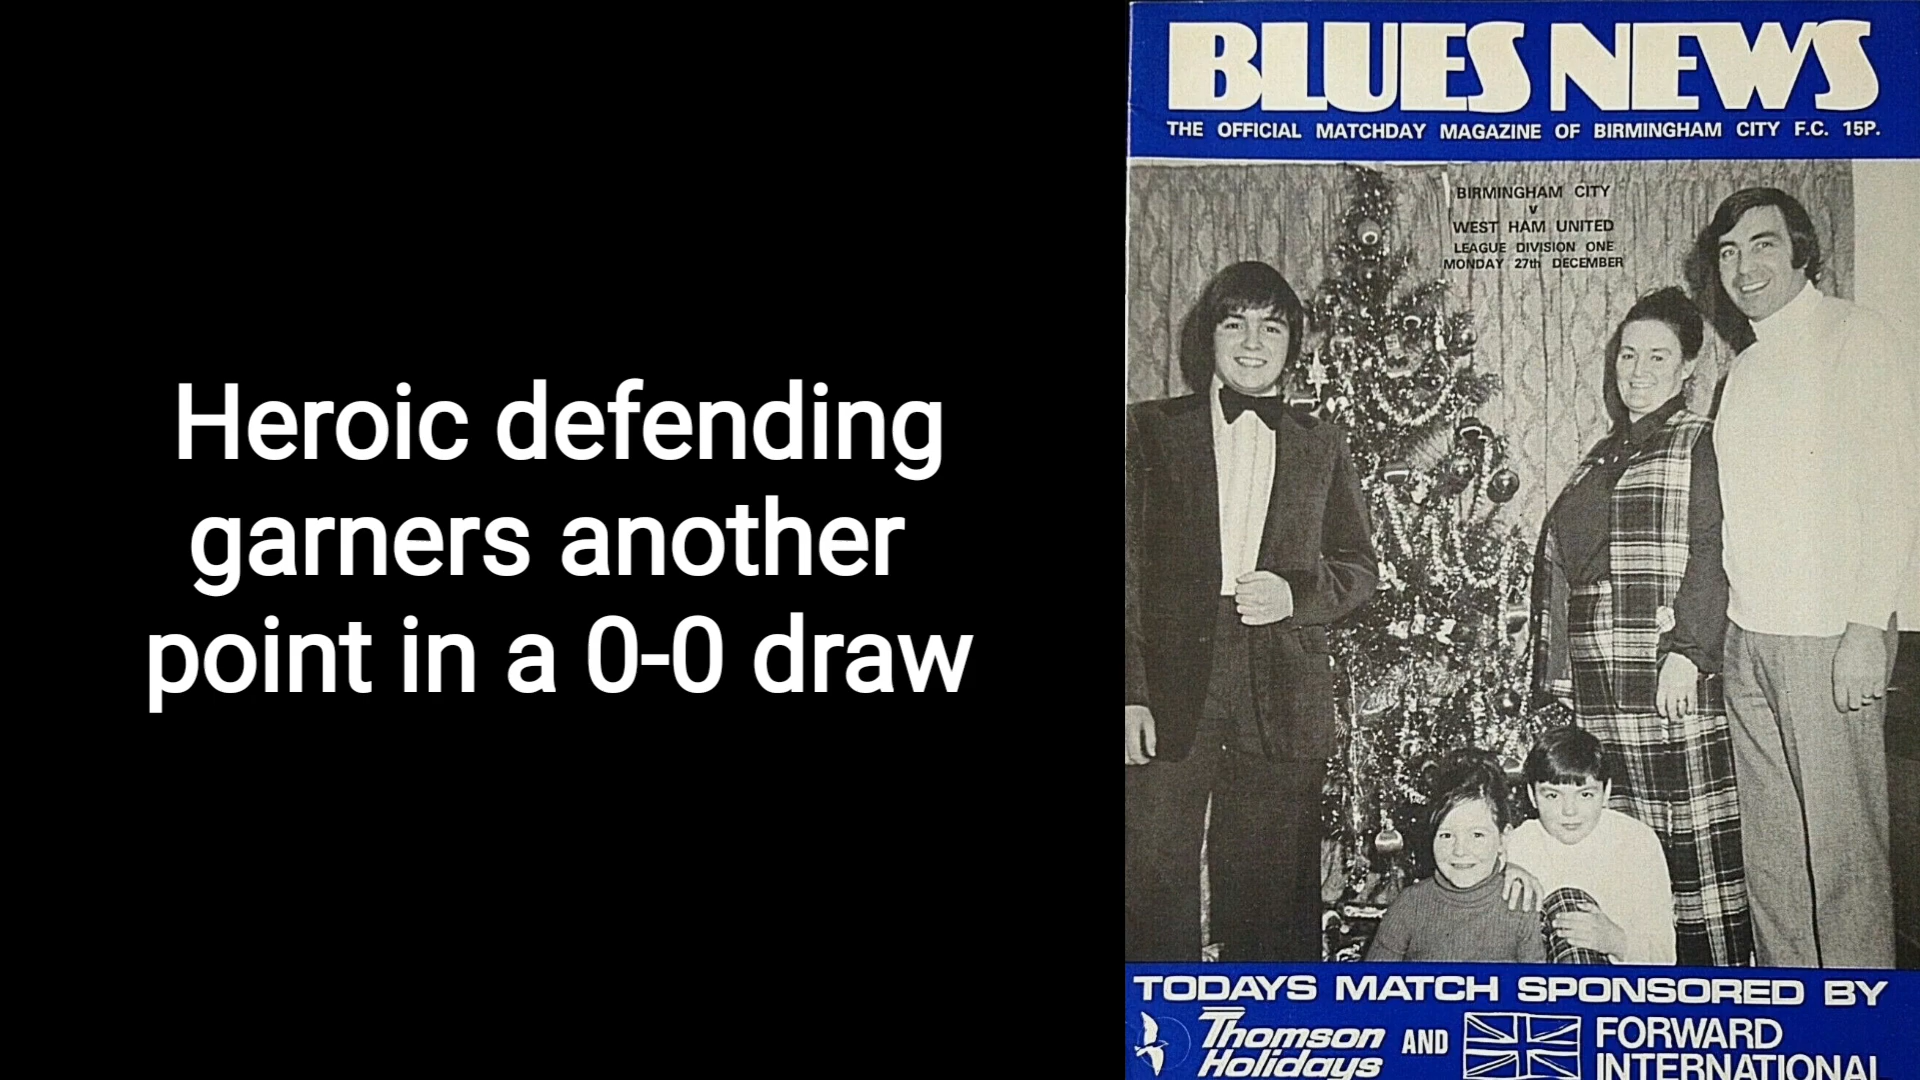 Heroic defending
garners another
point in a 0-0 draw
BLUES NEWS
THE OFFICIAL MATCHDAY MAGAZINE OF BIRMINGHAM CITY F.C. 15P.
BIRMINGHAM CITY
v
WEST HAM UNITED
LEAGUE DIVISION ONE
MONDAY 27th DECEMBER
TODAYS MATCH SPONSORED BY
Thomson
Holidays
AND
FORWARD
INTERNATIONAL